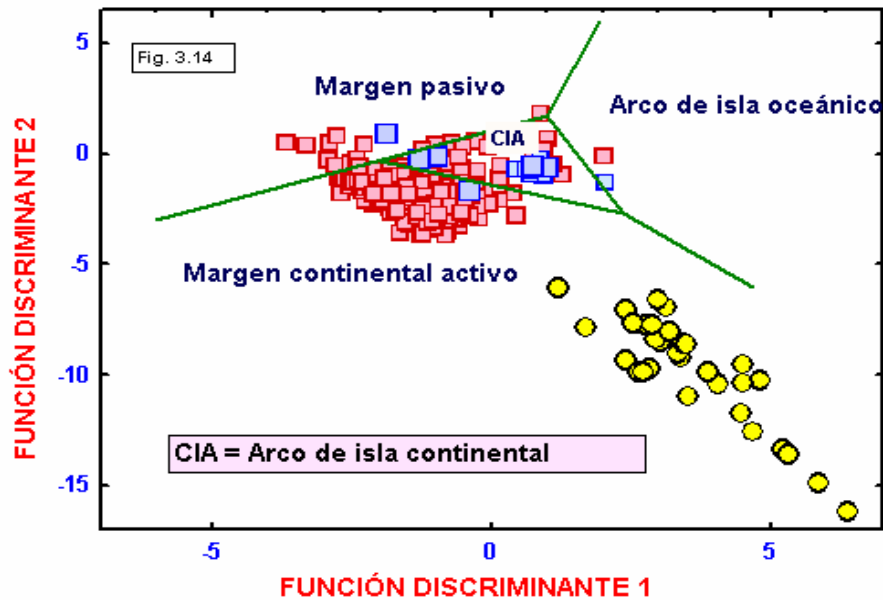 5
Fig. 3.14
Margen pasivo
Arco de isla oceánico
CIA
0
Margen continental activo
-5
-10
CIA = Arco de isla continental
-15
FUNCIÓN DISCRIMINANTE 2
-5 0 5
FUNCIÓN DISCRIMINANTE 1